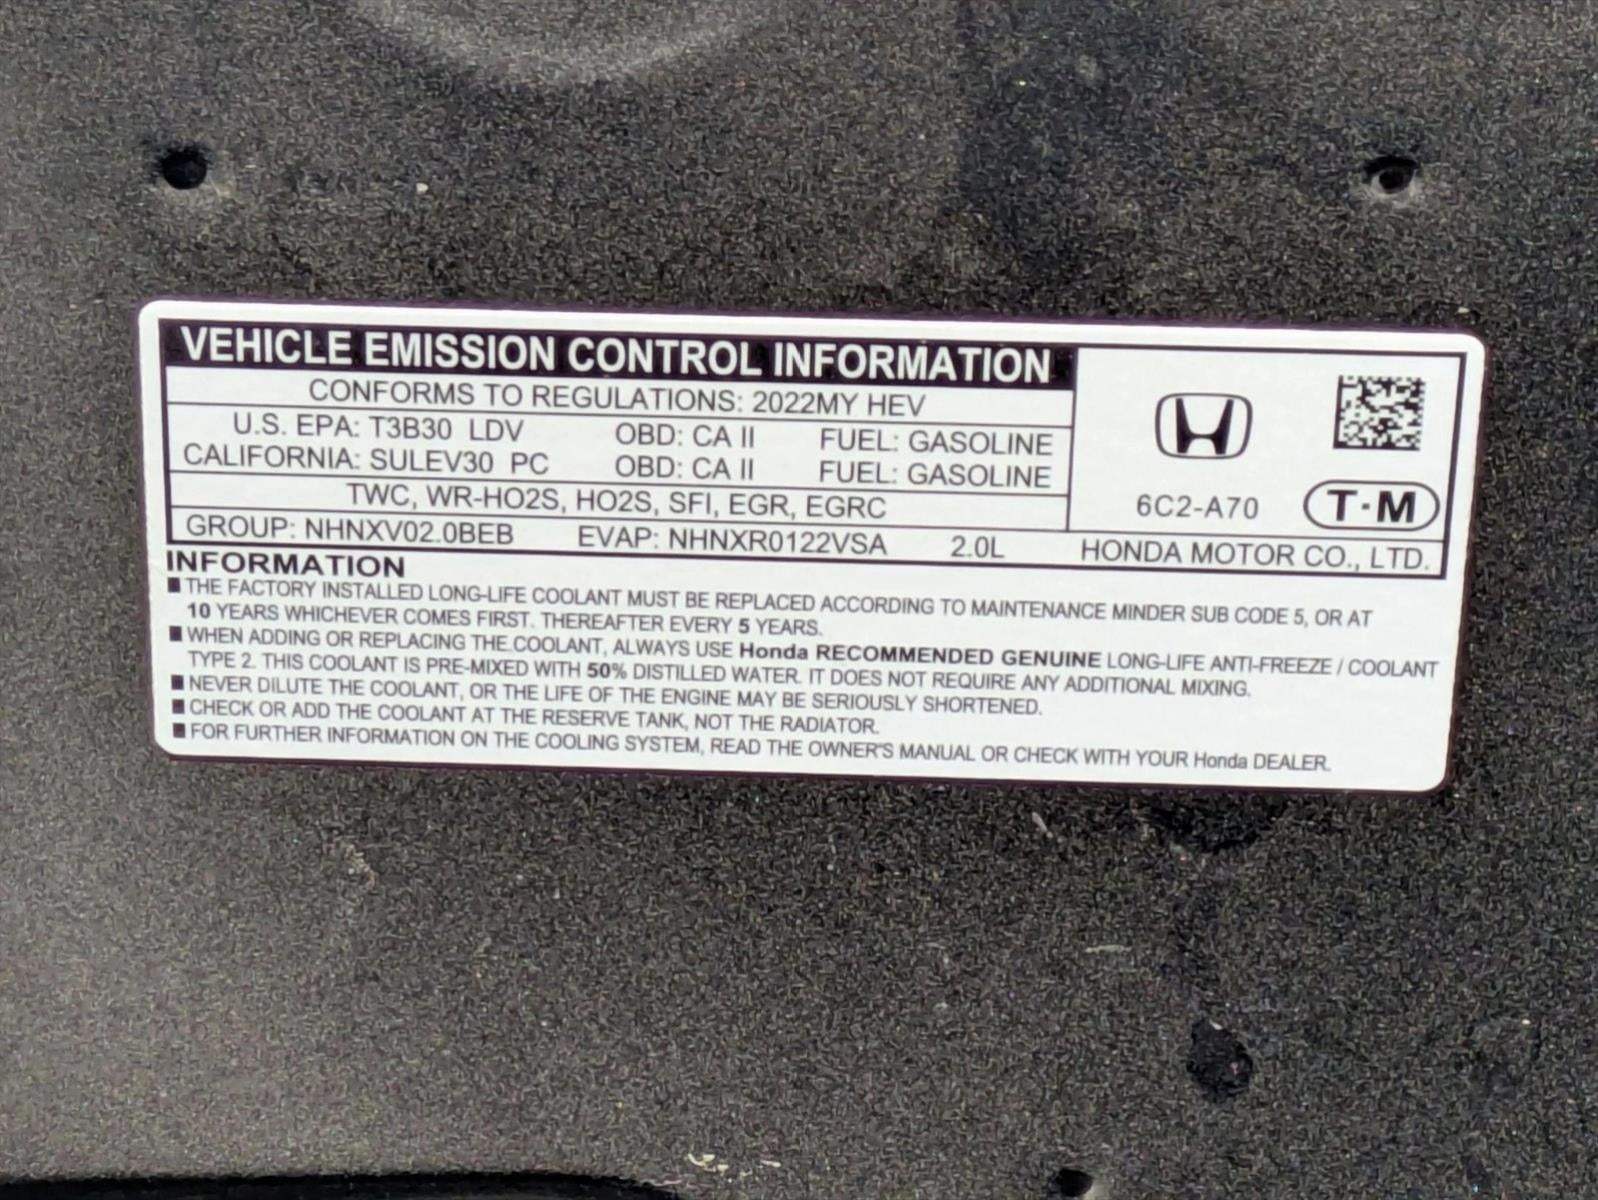 VEHICLE EMISSION CONTROL INFORMATION
CONFORMS TO REGULATIONS: 2022MY HEV
U.S. EPA: T3B30 LDV OBD: CA II FUEL: GASOLINE
CALIFORNIA: SULEV30 PC OBD: CA II FUEL: GASOLINE
TWC, WR-HO2S, HO2S, SFI, EGR, EGRC
6C2-A70 T·M
GROUP: NHNXV02.0BEB EVAP: NHNXR0122VSA 2.0L HONDA MOTOR CO., LTD.
INFORMATION
■ THE FACTORY INSTALLED LONG-LIFE COOLANT MUST BE REPLACED ACCORDING TO MAINTENANCE MINDER SUB CODE 5, OR AT
10 YEARS WHICHEVER COMES FIRST. THEREAFTER EVERY 5 YEARS.
■ WHEN ADDING OR REPLACING THE COOLANT, ALWAYS USE Honda RECOMMENDED GENUINE LONG-LIFE ANTI-FREEZE / COOLANT
TYPE 2. THIS COOLANT IS PRE-MIXED WITH 50% DISTILLED WATER. IT DOES NOT REQUIRE ANY ADDITIONAL MIXING.
■ NEVER DILUTE THE COOLANT, OR THE LIFE OF THE ENGINE MAY BE SERIOUSLY SHORTENED.
■ CHECK OR ADD THE COOLANT AT THE RESERVE TANK, NOT THE RADIATOR.
■ FOR FURTHER INFORMATION ON THE COOLING SYSTEM, READ THE OWNER'S MANUAL OR CHECK WITH YOUR Honda DEALER.